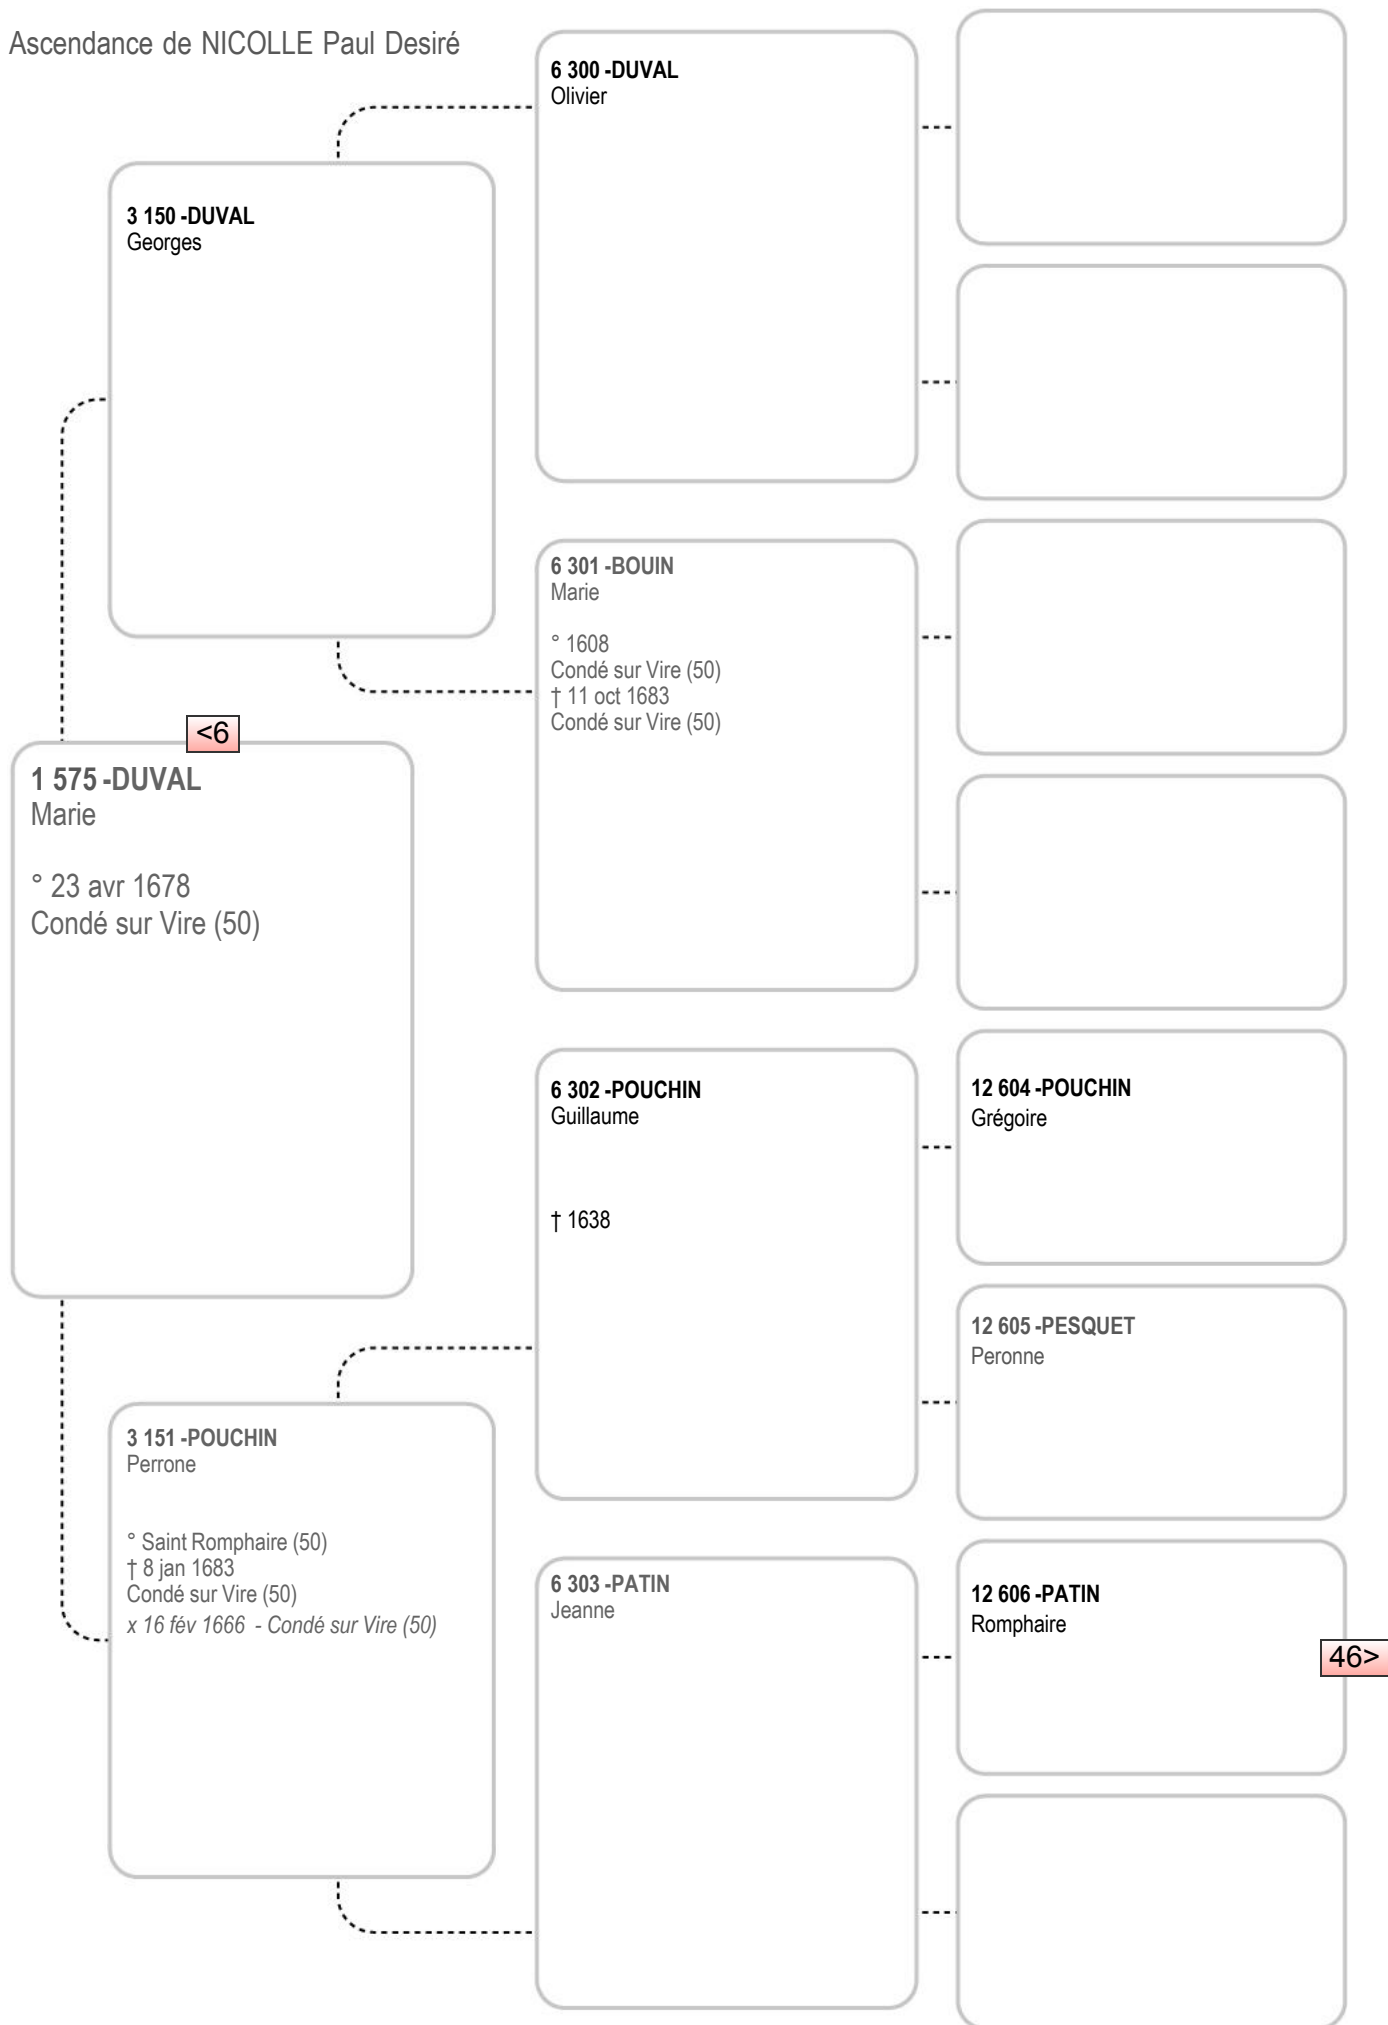 Ascendance de NICOLLE Paul Desiré
6 300 -DUVAL
Olivier
3 150 -DUVAL
Georges
6 301 -BOUIN
Marie
° 1608
Condé sur Vire (50)
† 11 oct 1683
Condé sur Vire (50)
<6
1 575 -DUVAL
Marie
° 23 avr 1678
Condé sur Vire (50)
6 302 -POUCHIN
Guillaume
† 1638
12 604 -POUCHIN
Grégoire
12 605 -PESQUET
Peronne
3 151 -POUCHIN
Perrone
° Saint Romphaire (50)
† 8 jan 1683
Condé sur Vire (50)
x 16 fév 1666 - Condé sur Vire (50)
6 303 -PATIN
Jeanne
12 606 -PATIN
Romphaire
46>